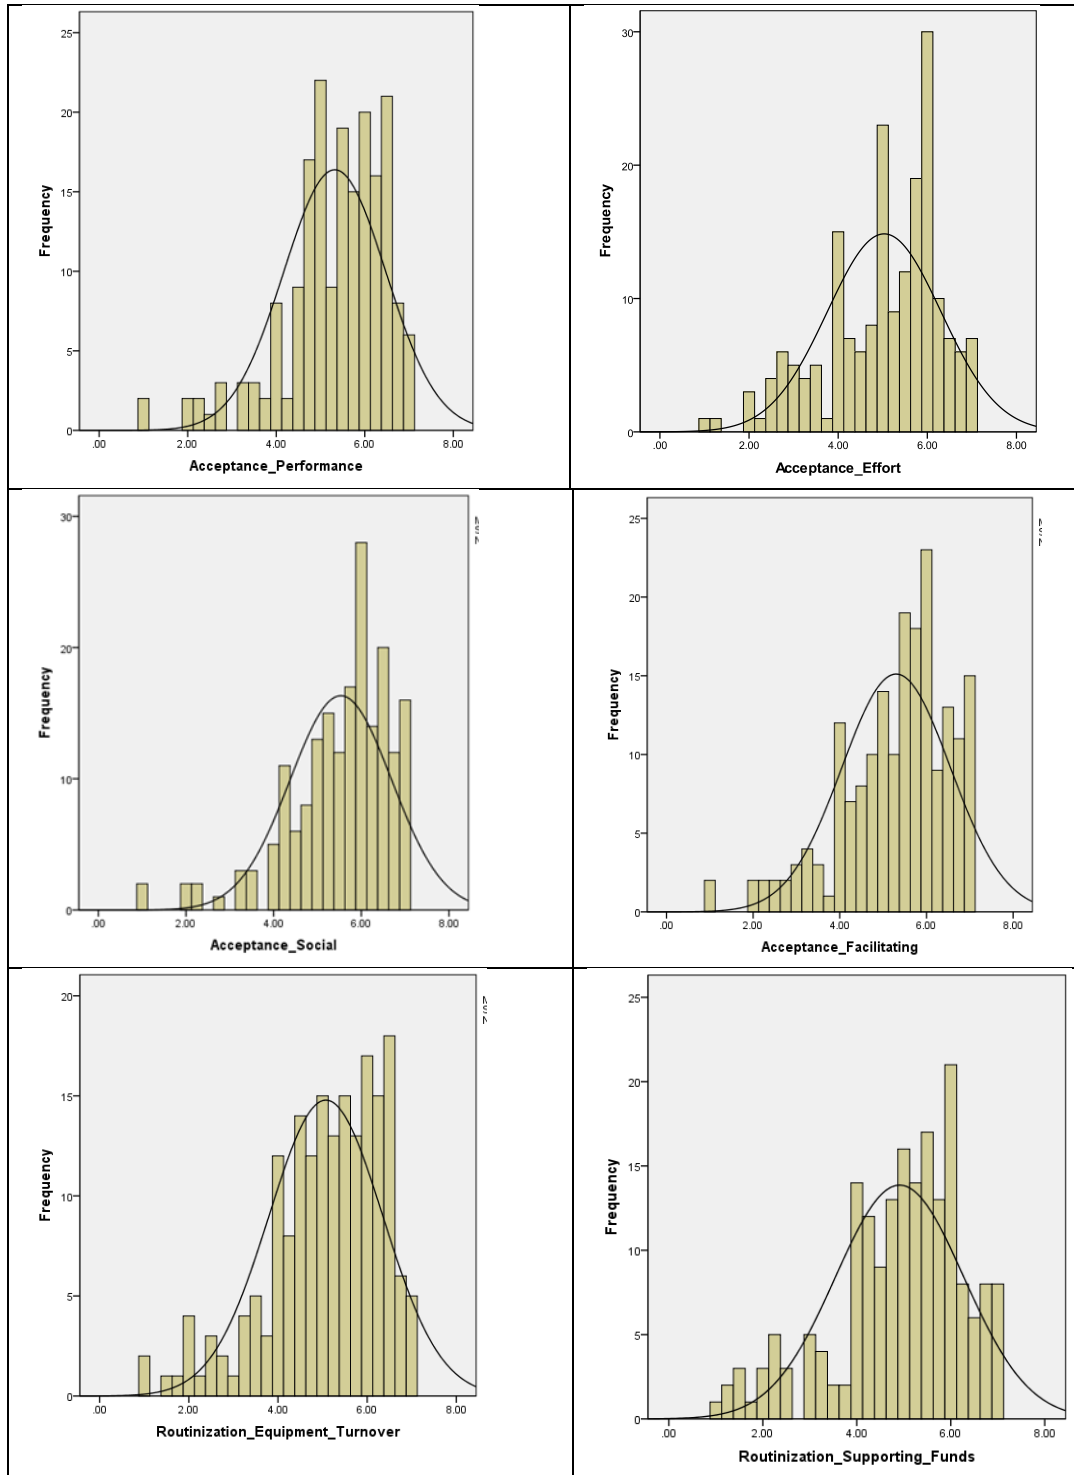 25
20
15
10
5
0
Frequency
.00 2.00 4.00 6.00 8.00
Acceptance_Performance
30
20
10
0
Frequency
.00 2.00 4.00 6.00 8.00
Acceptance_Effort
30
20
10
0
Frequency
.00 2.00 4.00 6.00 8.00
Acceptance_Social
25
20
15
10
5
0
Frequency
.00 2.00 4.00 6.00 8.00
Acceptance_Facilitating
20
15
10
5
0
Frequency
.00 2.00 4.00 6.00 8.00
Routinization_Equipment_Turnover
25
20
15
10
5
0
Frequency
.00 2.00 4.00 6.00 8.00
Routinization_Supporting_Funds